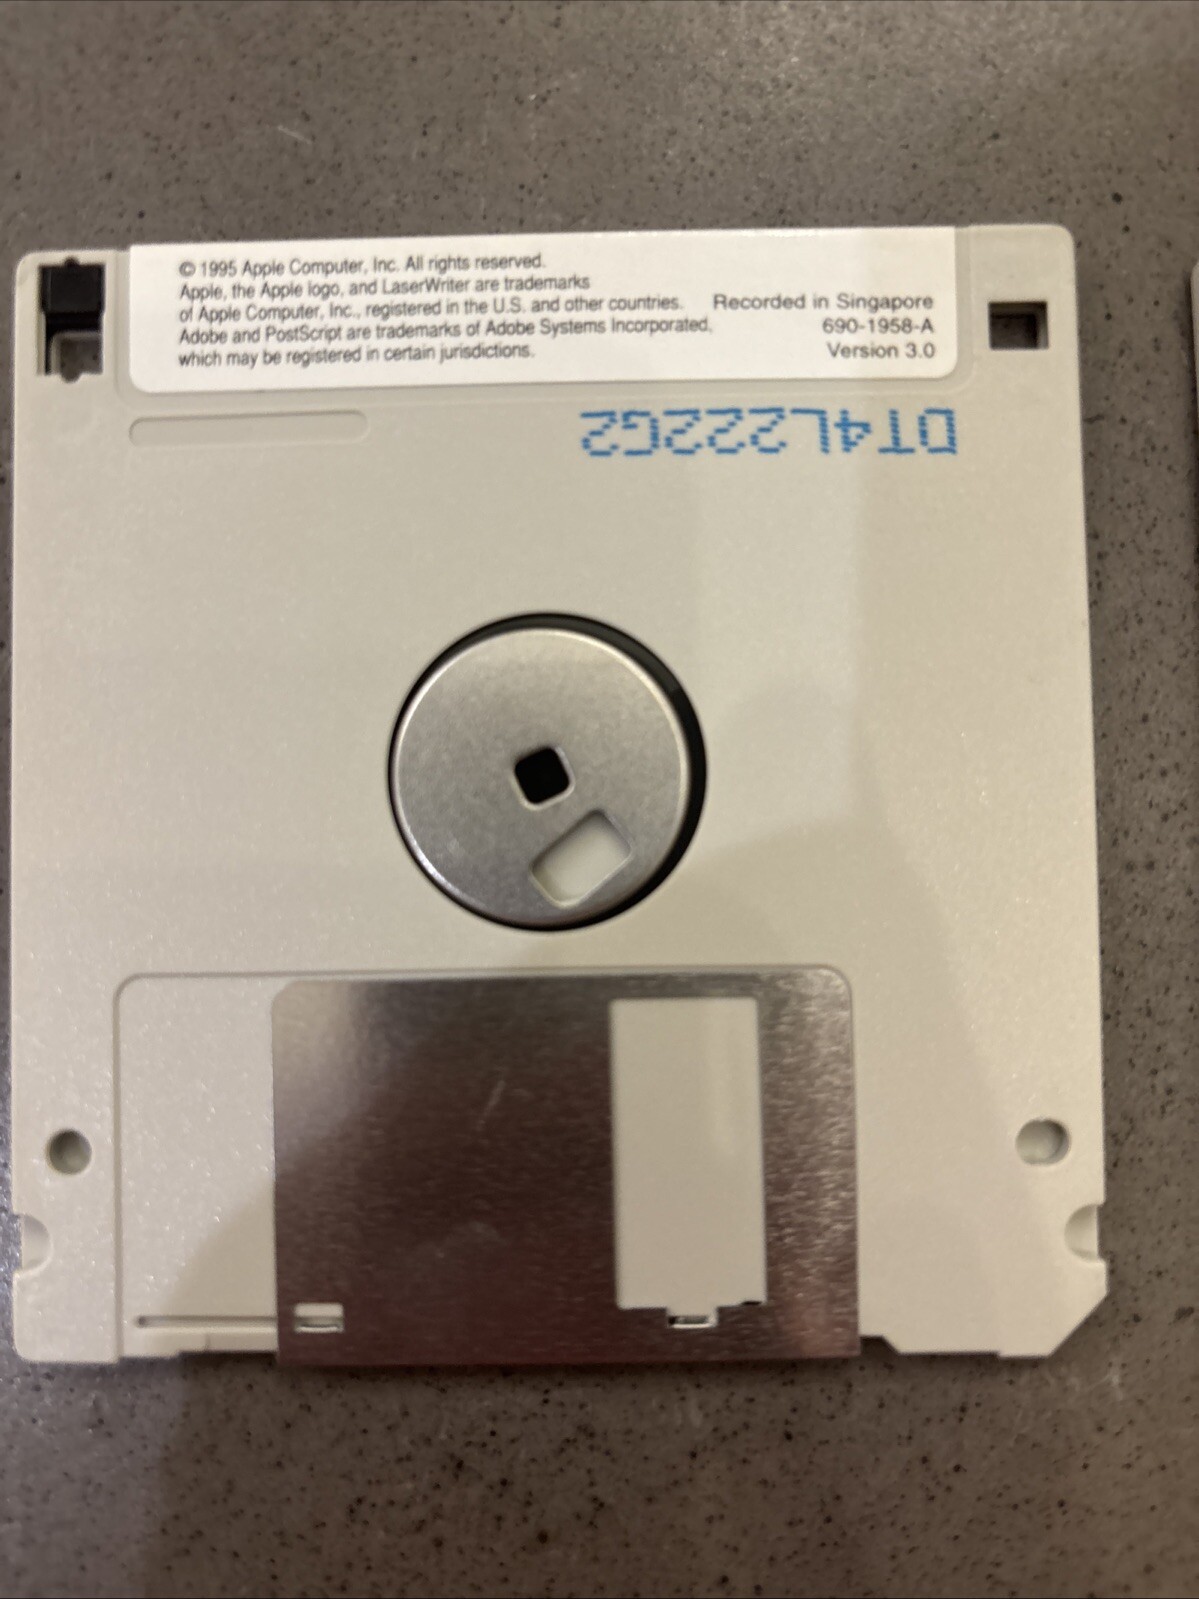 © 1995 Apple Computer, Inc. All rights reserved.
Apple, the Apple logo, and LaserWriter are trademarks
of Apple Computer, Inc., registered in the U.S. and other countries.
Adobe and PostScript are trademarks of Adobe Systems Incorporated,
which may be registered in certain jurisdictions.
Recorded in Singapore
690-1958-A
Version 3.0
DT4L222G2